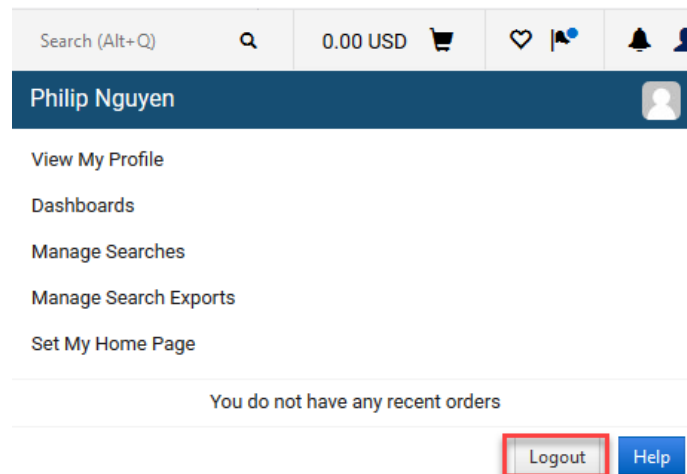 Search (Alt+Q) 0.00 USD
Philip Nguyen
View My Profile
Dashboards
Manage Searches
Manage Search Exports
Set My Home Page
You do not have any recent orders
Logout Help